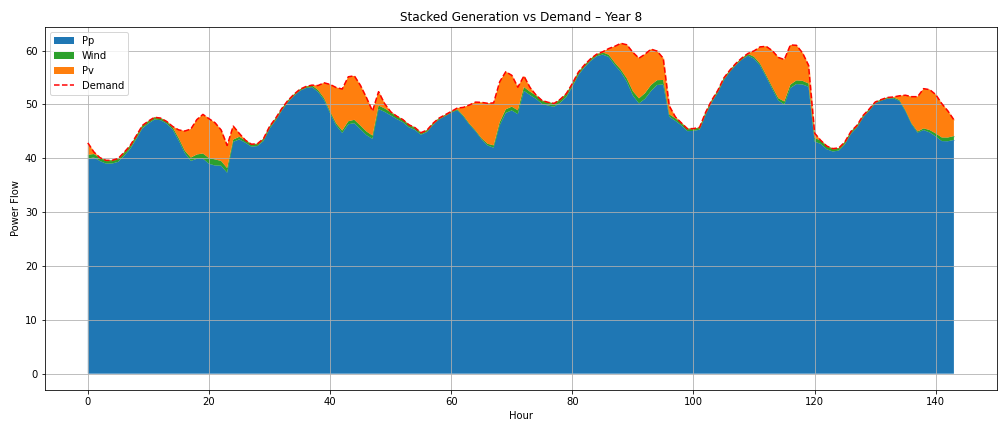 Stacked Generation vs Demand – Year 8
Pp
Wind
Pv
Demand
60
50
40
30
20
10
0
Power Flow
0 20 40 60 80 100 120 140
Hour